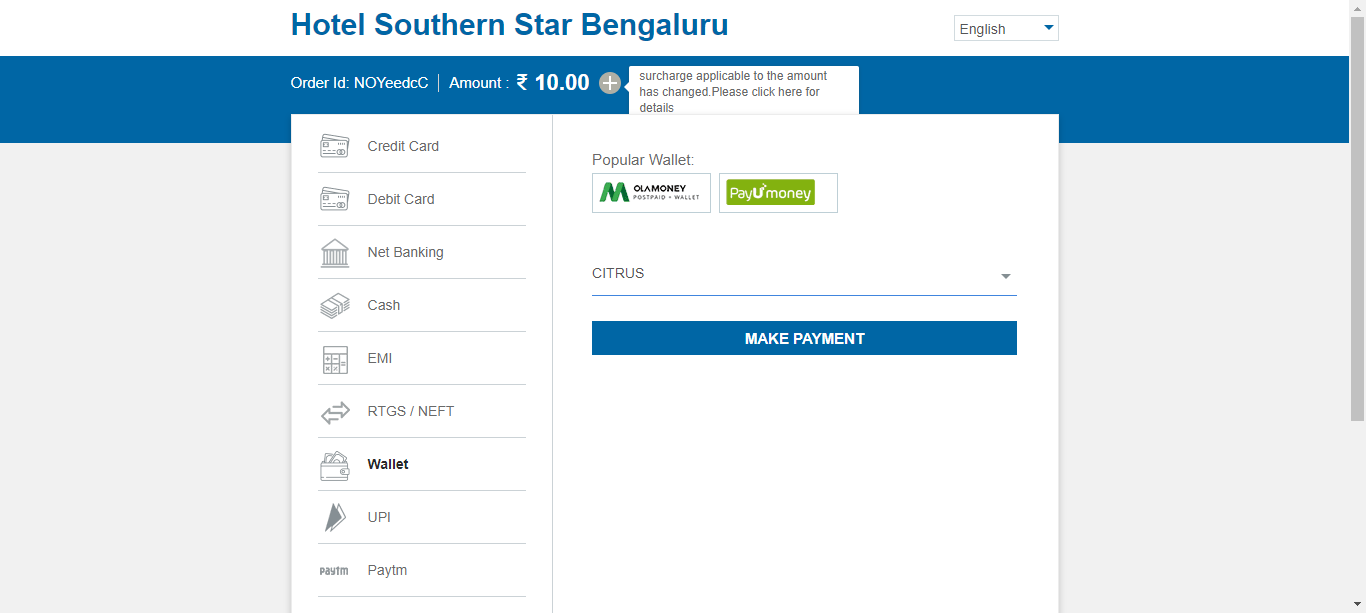 Hotel Southern Star Bengaluru
English
Order Id: NOYeedcC
Amount : ₹ 10.00
surcharge applicable to the amount
has changed.Please click here for
details
Credit Card
Debit Card
Net Banking
Cash
EMI
RTGS / NEFT
Wallet
UPI
paytm Paytm
Popular Wallet:
OLAMONEY
POSTPAID + WALLET
PayUmoney
CITRUS
MAKE PAYMENT